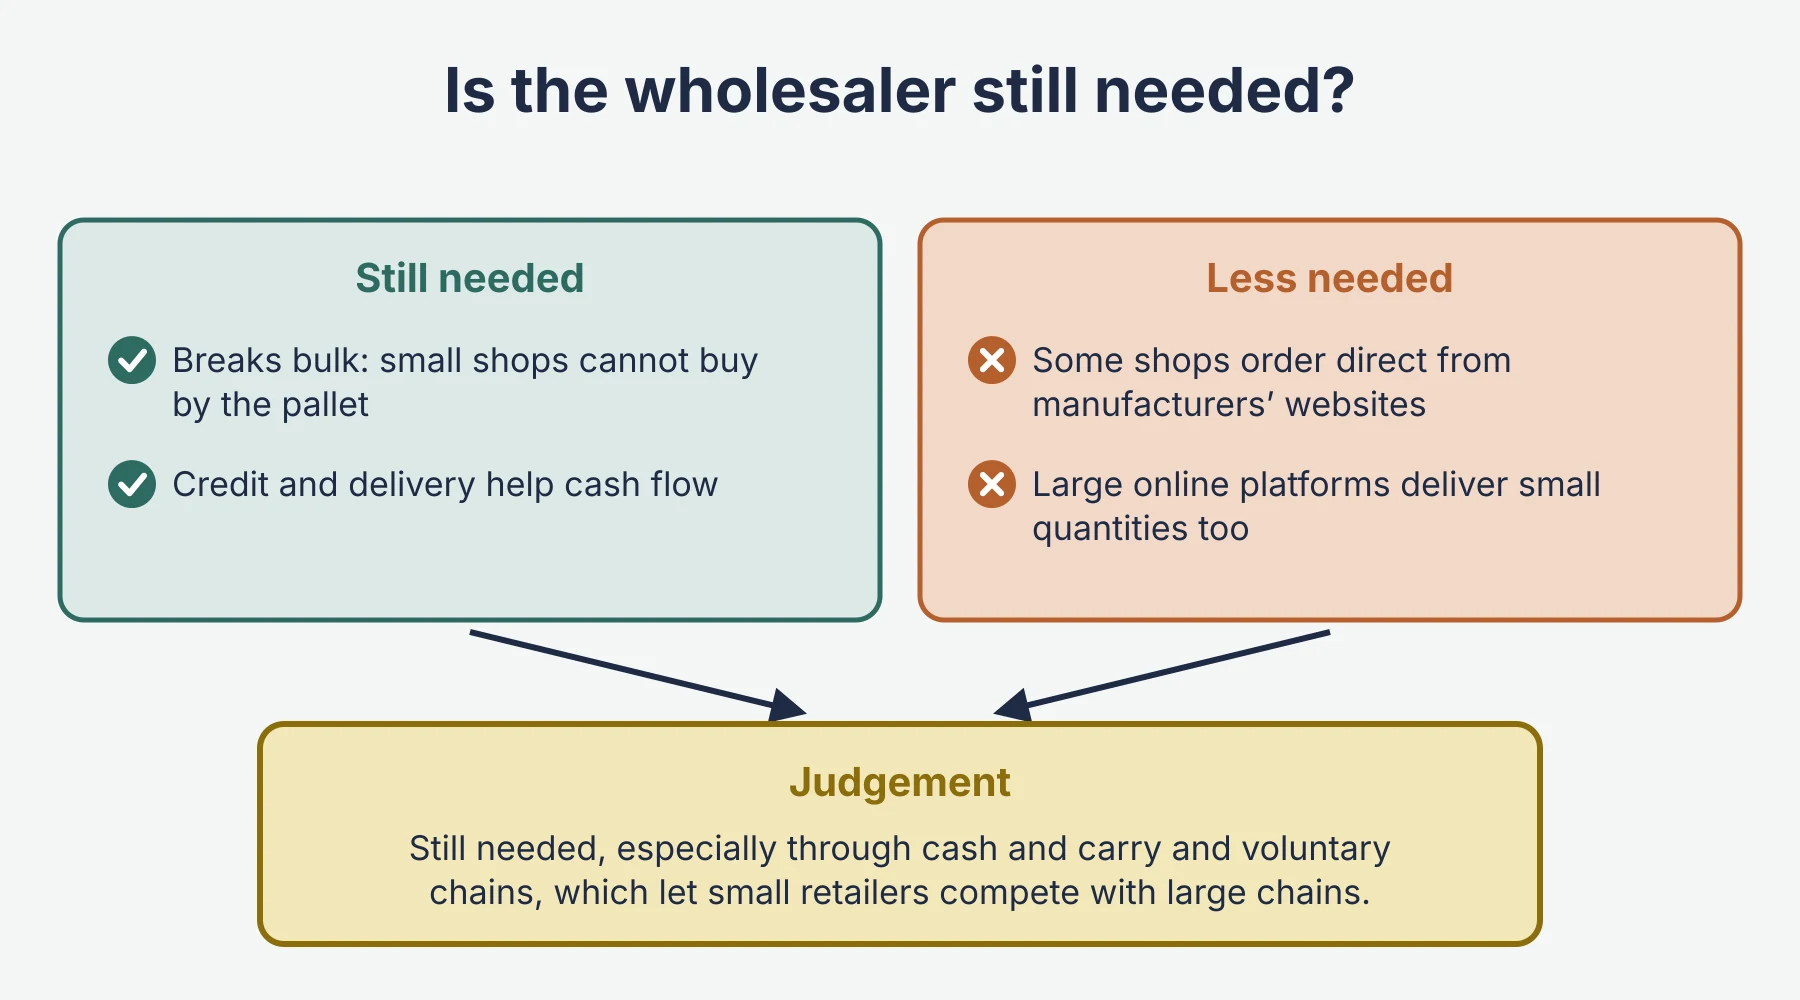 Is the wholesaler still needed?
Still needed
Breaks bulk: small shops cannot buy
by the pallet
Credit and delivery help cash flow
Less needed
Some shops order direct from
manufacturers’ websites
Large online platforms deliver small
quantities too
Judgement
Still needed, especially through cash and carry and voluntary
chains, which let small retailers compete with large chains.